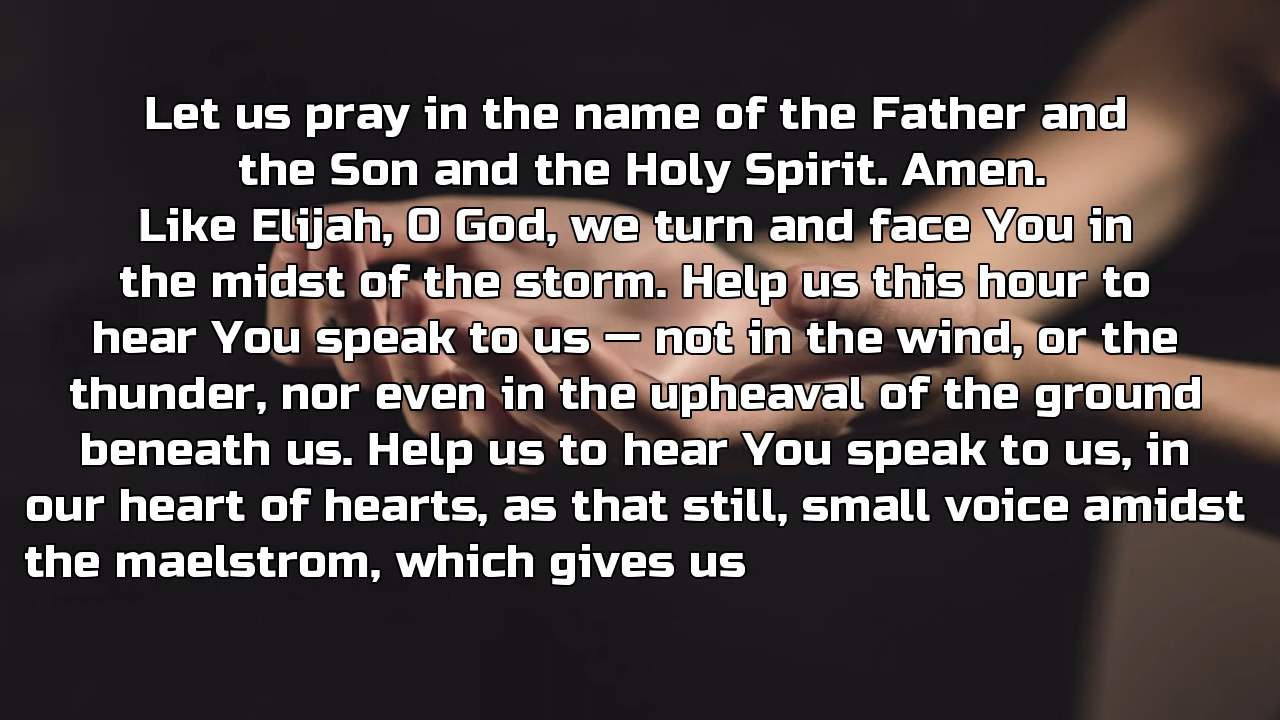 Let us pray in the name of the Father and
the Son and the Holy Spirit. Amen.
Like Elijah, O God, we turn and face You in
the midst of the storm. Help us this hour to
hear You speak to us — not in the wind, or the
thunder, nor even in the upheaval of the ground
beneath us. Help us to hear You speak to us, in
our heart of hearts, as that still, small voice amidst
the maelstrom, which gives us